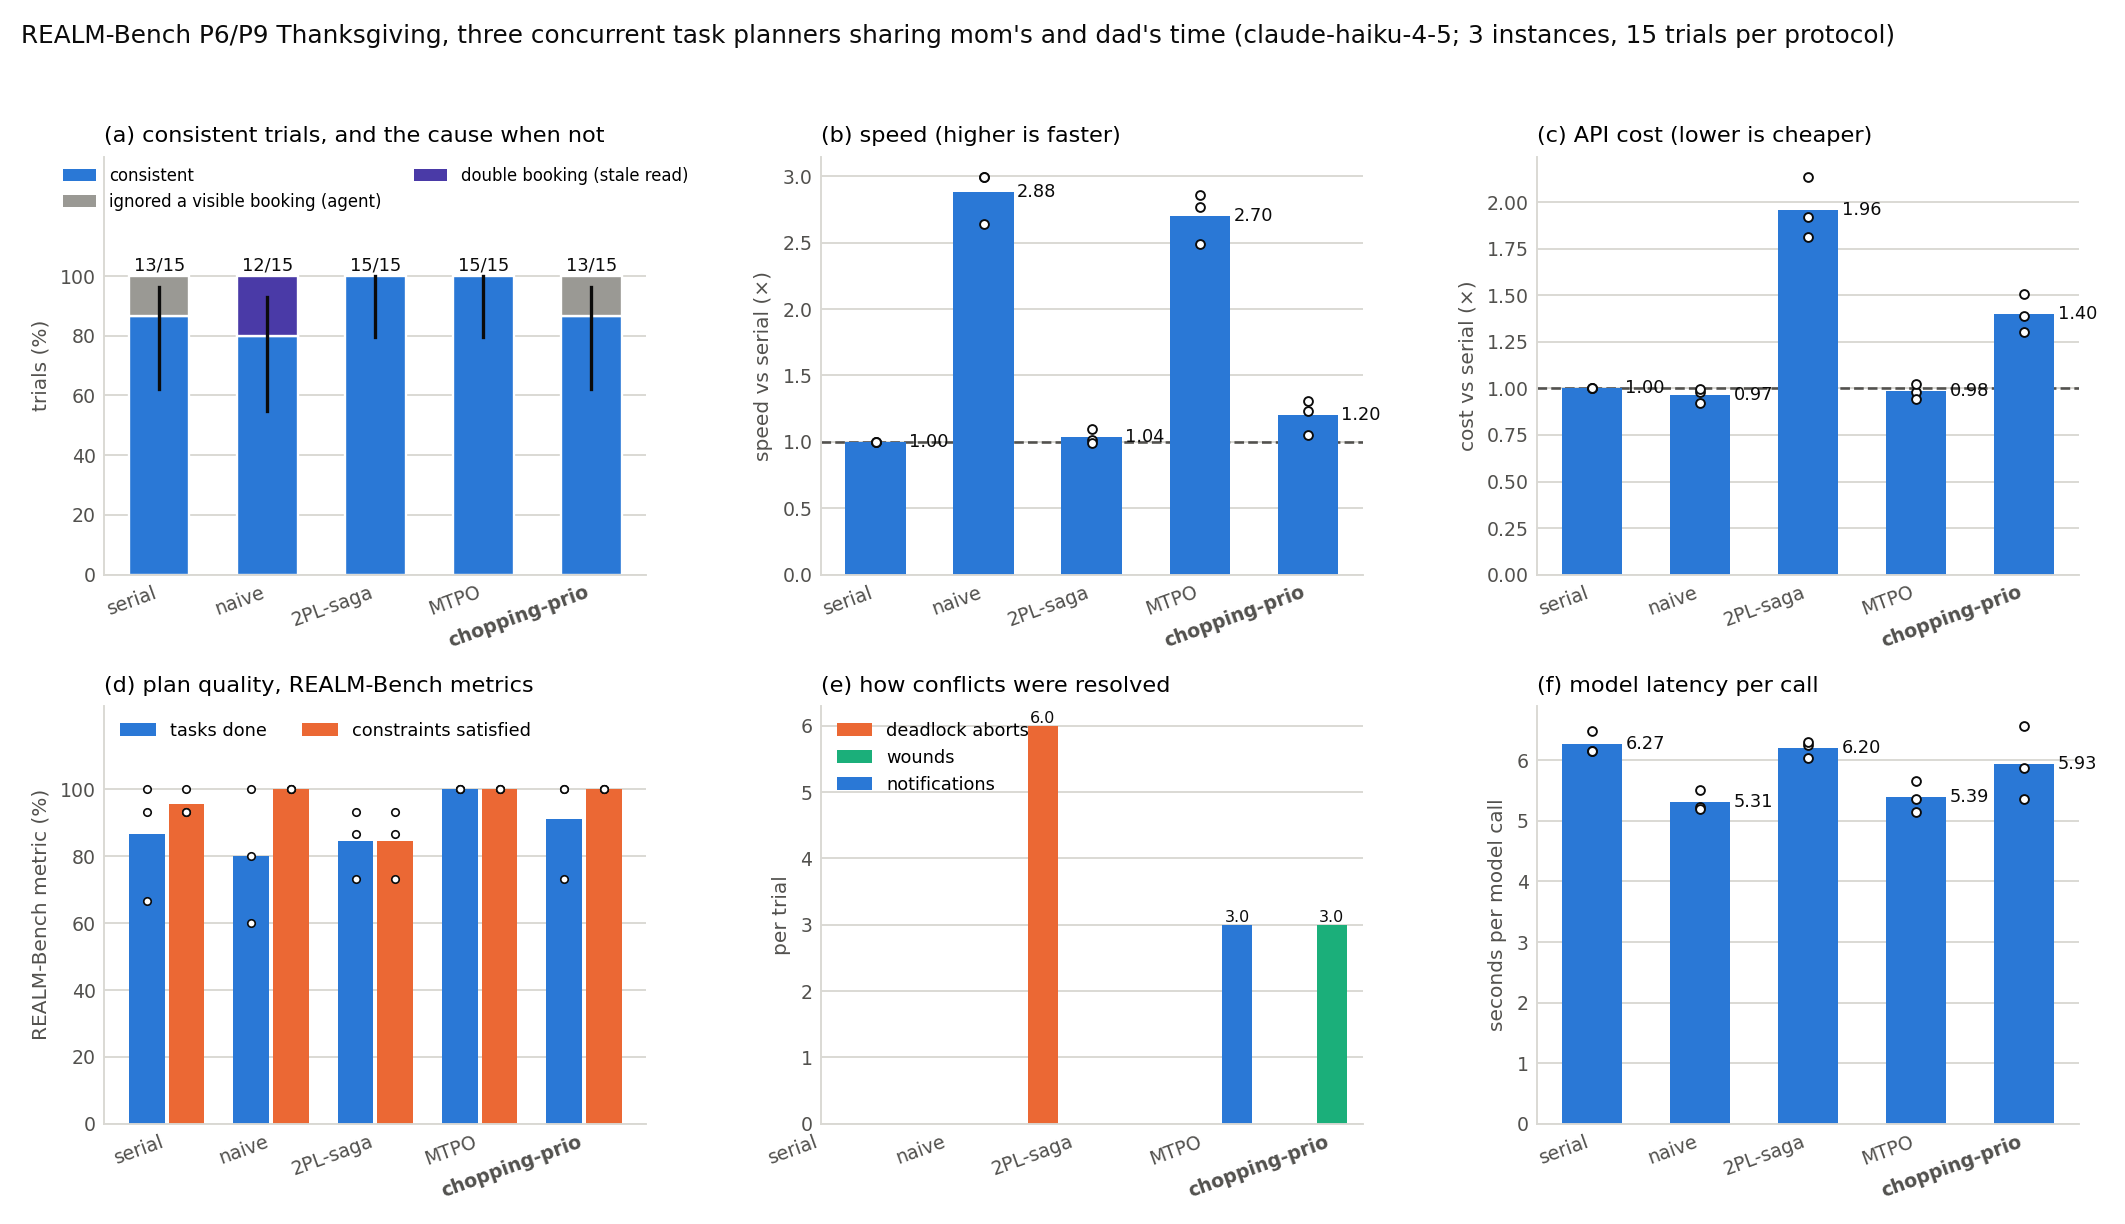 REALM-Bench P6/P9 Thanksgiving, three concurrent task planners sharing mom's and dad's time (claude-haiku-4-5; 3 instances, 15 trials per protocol)
(a) consistent trials, and the cause when not
consistent
double booking (stale read)
ignored a visible booking (agent)
13/15
12/15
15/15
15/15
13/15
trials (%)
100
80
60
40
20
0
serial
naive
2PL-saga
MTPO
chopping-prio
(b) speed (higher is faster)
speed vs serial (×)
3.0
2.5
2.0
1.5
1.0
0.5
0.0
1.00
2.88
1.04
2.70
1.20
serial
naive
2PL-saga
MTPO
chopping-prio
(c) API cost (lower is cheaper)
cost vs serial (×)
2.00
1.75
1.50
1.25
1.00
0.75
0.50
0.25
0.00
1.00
0.97
1.96
0.98
1.40
serial
naive
2PL-saga
MTPO
chopping-prio
(d) plan quality, REALM-Bench metrics
tasks done
constraints satisfied
REALM-Bench metric (%)
100
80
60
40
20
0
serial
naive
2PL-saga
MTPO
chopping-prio
(e) how conflicts were resolved
deadlock aborts
wounds
notifications
per trial
6
5
4
3
2
1
0
6.0
3.0
3.0
serial
naive
2PL-saga
MTPO
chopping-prio
(f) model latency per call
seconds per model call
6
5
4
3
2
1
0
6.27
5.31
6.20
5.39
5.93
serial
naive
2PL-saga
MTPO
chopping-prio